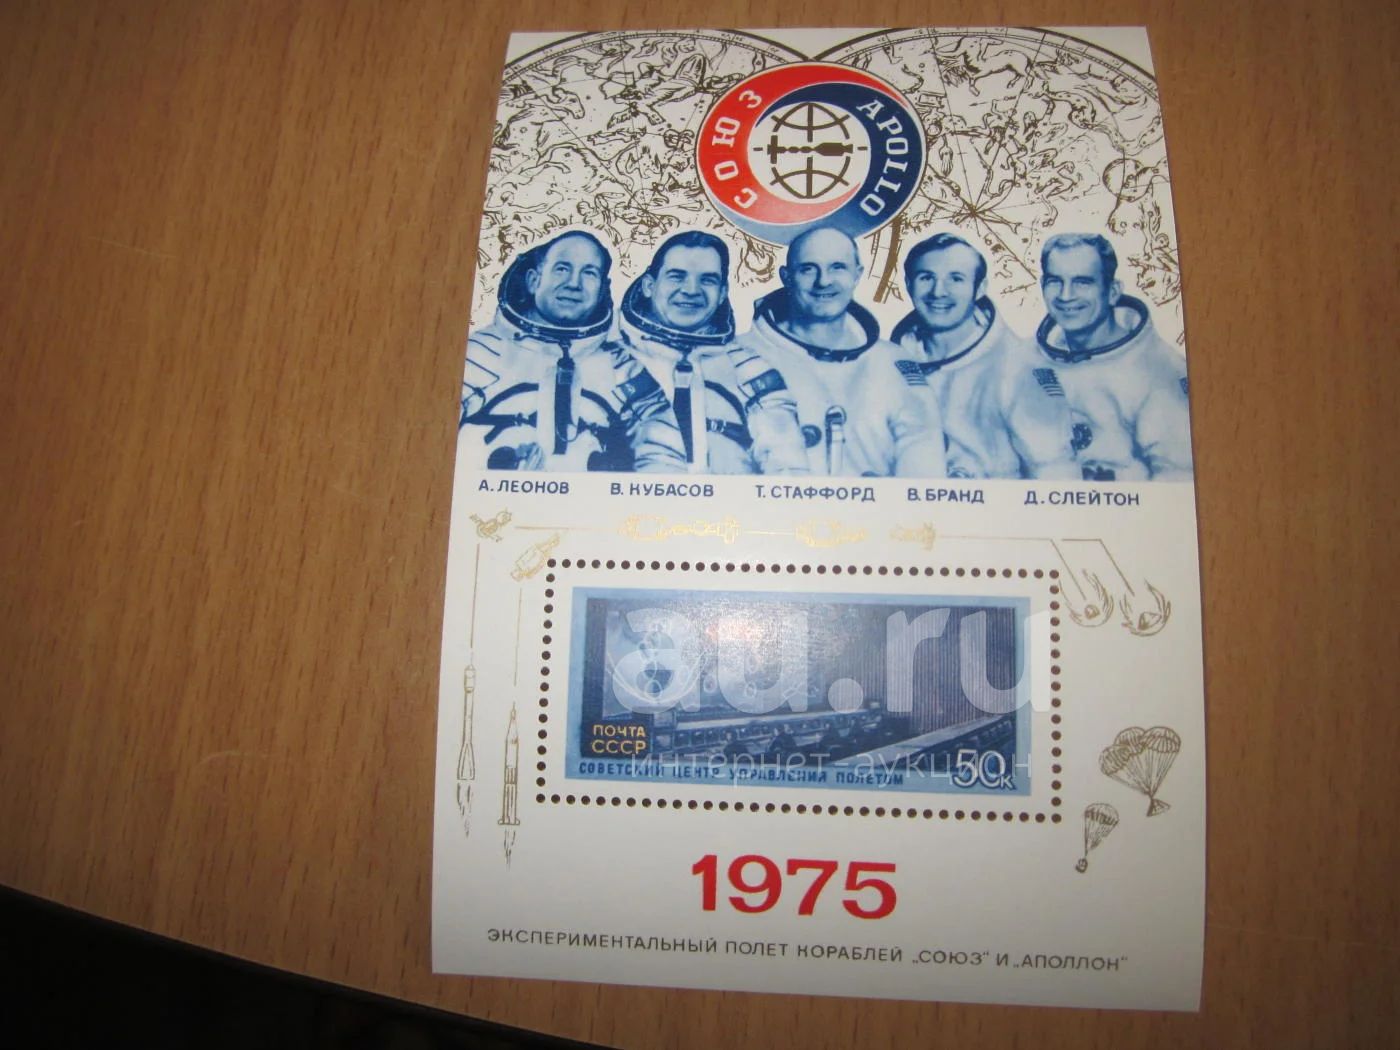 СОЮЗ
APOLLO
А. ЛЕОНОВ В. КУБАСОВ Т. СТАФФОРД В. БРАНД Д. СЛЕЙТОН
au.ru
ПОЧТА
СССР
интернет-аукцион
СОВЕТСКИЙ ЦЕНТР УПРАВЛЕНИЯ ПОЛЕТОМ
50к
1975
ЭКСПЕРИМЕНТАЛЬНЫЙ ПОЛЕТ КОРАБЛЕЙ „СОЮЗ" И „АПОЛЛОН"